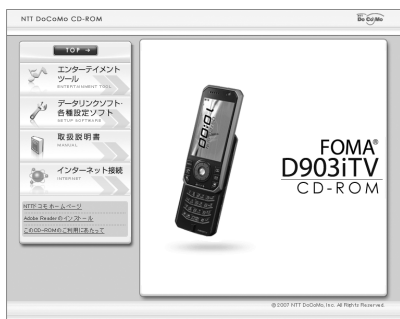 NTT DoCoMo CD-ROM
DoCoMo
TOP →
エンターテイメント
ツール
ENTERTAINMENT TOOL
データリンクソフト・
各種設定ソフト
SETUP SOFTWARE
取扱説明書
MANUAL
インターネット接続
INTERNET
NTTドコモ ホームページ
Adobe Readerのインストール
このCD-ROMのご利用にあたって
FOMA®
D903iTV
CD-ROM
© 2007 NTT DoCoMo, Inc. All Rights Reserved.